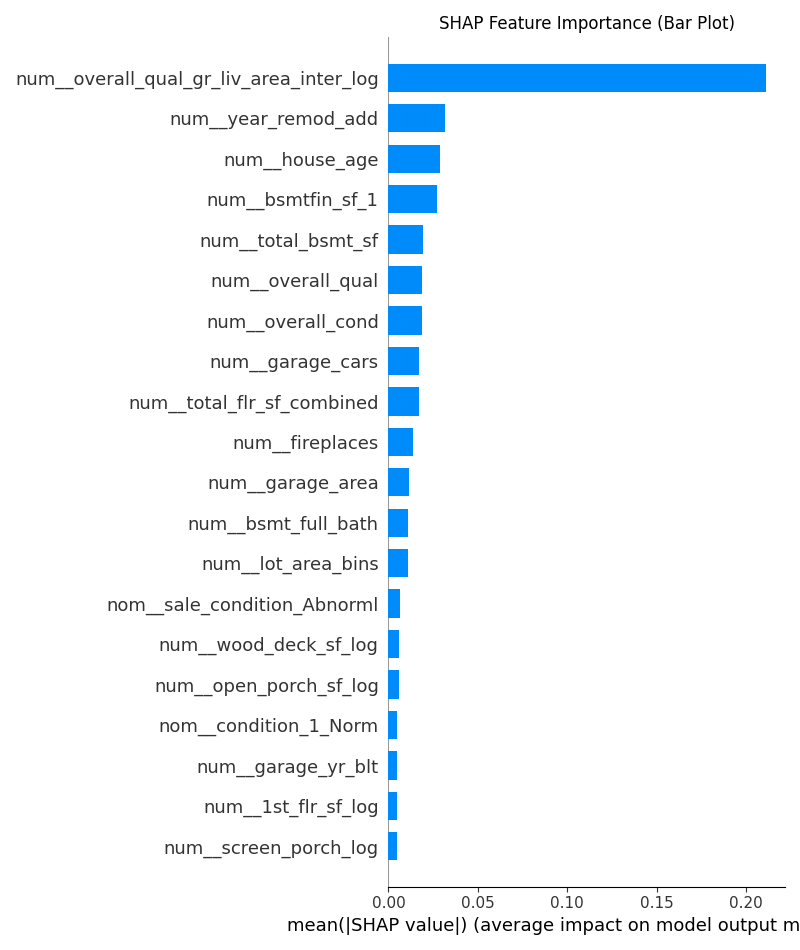 SHAP Feature Importance (Bar Plot)
num__overall_qual_gr_liv_area_inter_log
num__year_remod_add
num__house_age
num__bsmtfin_sf_1
num__total_bsmt_sf
num__overall_qual
num__overall_cond
num__garage_cars
num__total_flr_sf_combined
num__fireplaces
num__garage_area
num__bsmt_full_bath
num__lot_area_bins
nom__sale_condition_Abnorml
num__wood_deck_sf_log
num__open_porch_sf_log
nom__condition_1_Norm
num__garage_yr_blt
num__1st_flr_sf_log
num__screen_porch_log
0.00 0.05 0.10 0.15 0.20
mean(|SHAP value|) (average impact on model output m